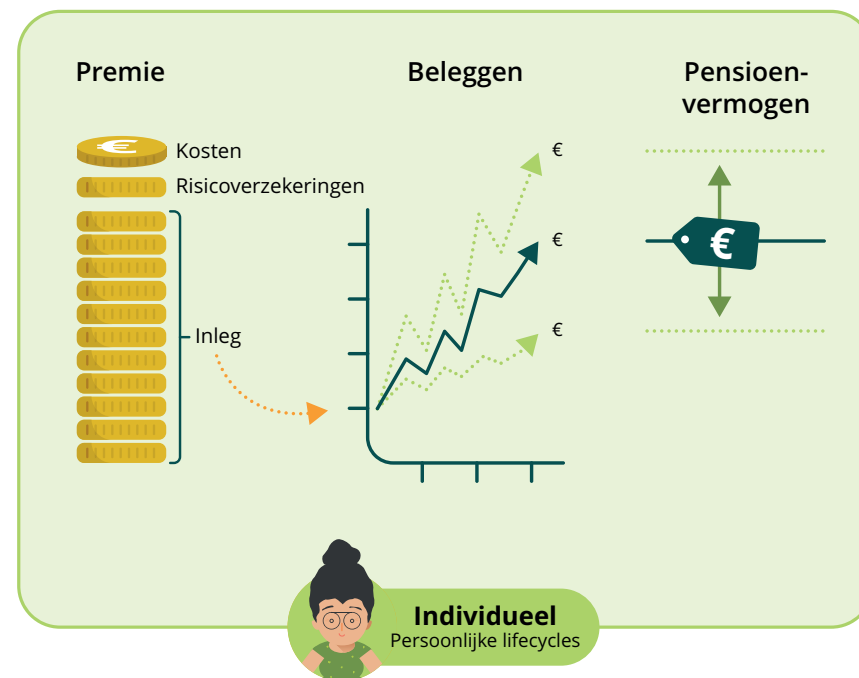 Premie
Beleggen
Pensioen-
vermogen
€
Kosten
Risicoverzekeringen
Inleg
€
€
€
€
Individueel
Persoonlijke lifecycles